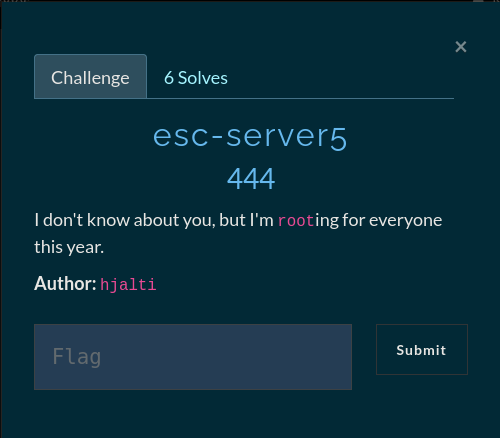 ×
Challenge
6 Solves
esc-server5
444
I don't know about you, but I'm rooting for everyone
this year.
Author: hjalti
Flag
Submit